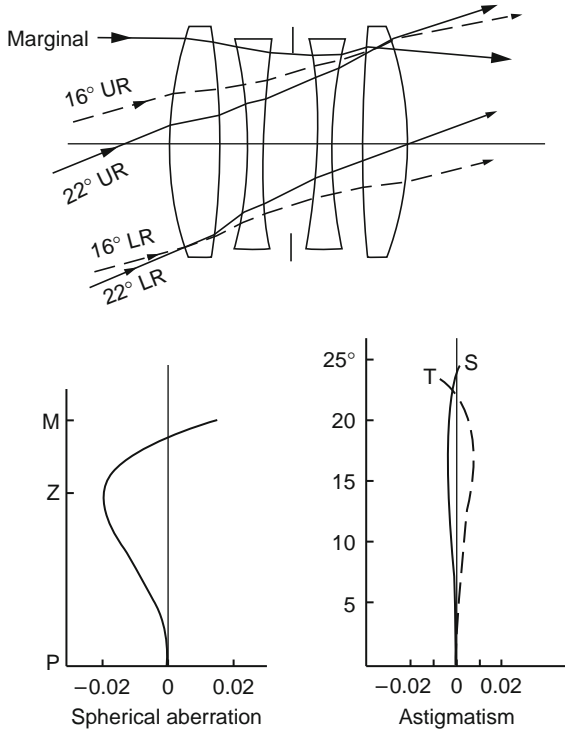 Marginal
16° UR
22° UR
16° LR
22° LR
M
Z
P
−0.02 0 0.02
Spherical aberration
25°
T S
20
15
10
5
−0.02 0 0.02
Astigmatism